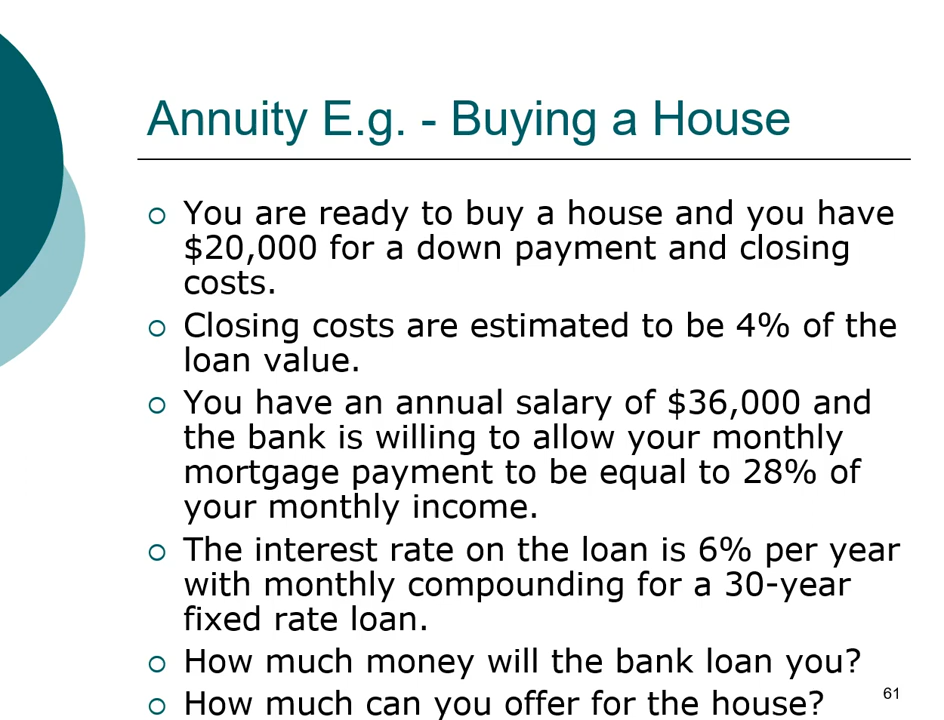 Annuity E.g. - Buying a House
You are ready to buy a house and you have
$20,000 for a down payment and closing
costs.
Closing costs are estimated to be 4% of the
loan value.
You have an annual salary of $36,000 and
the bank is willing to allow your monthly
mortgage payment to be equal to 28% of
your monthly income.
The interest rate on the loan is 6% per year
with monthly compounding for a 30-year
fixed rate loan.
How much money will the bank loan you?
How much can you offer for the house?
61